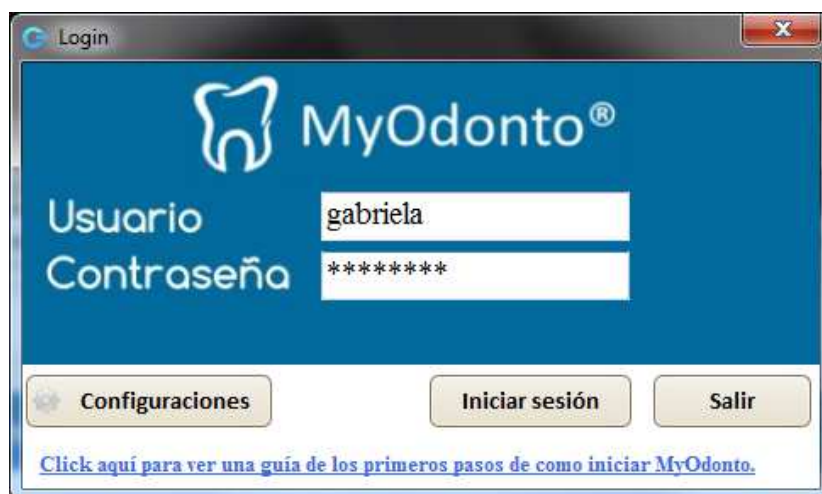 Login
MyOdonto®
Usuario gabriela
Contraseña ********
Configuraciones Iniciar sesión Salir
Click aquí para ver una guía de los primeros pasos de como iniciar MyOdonto.